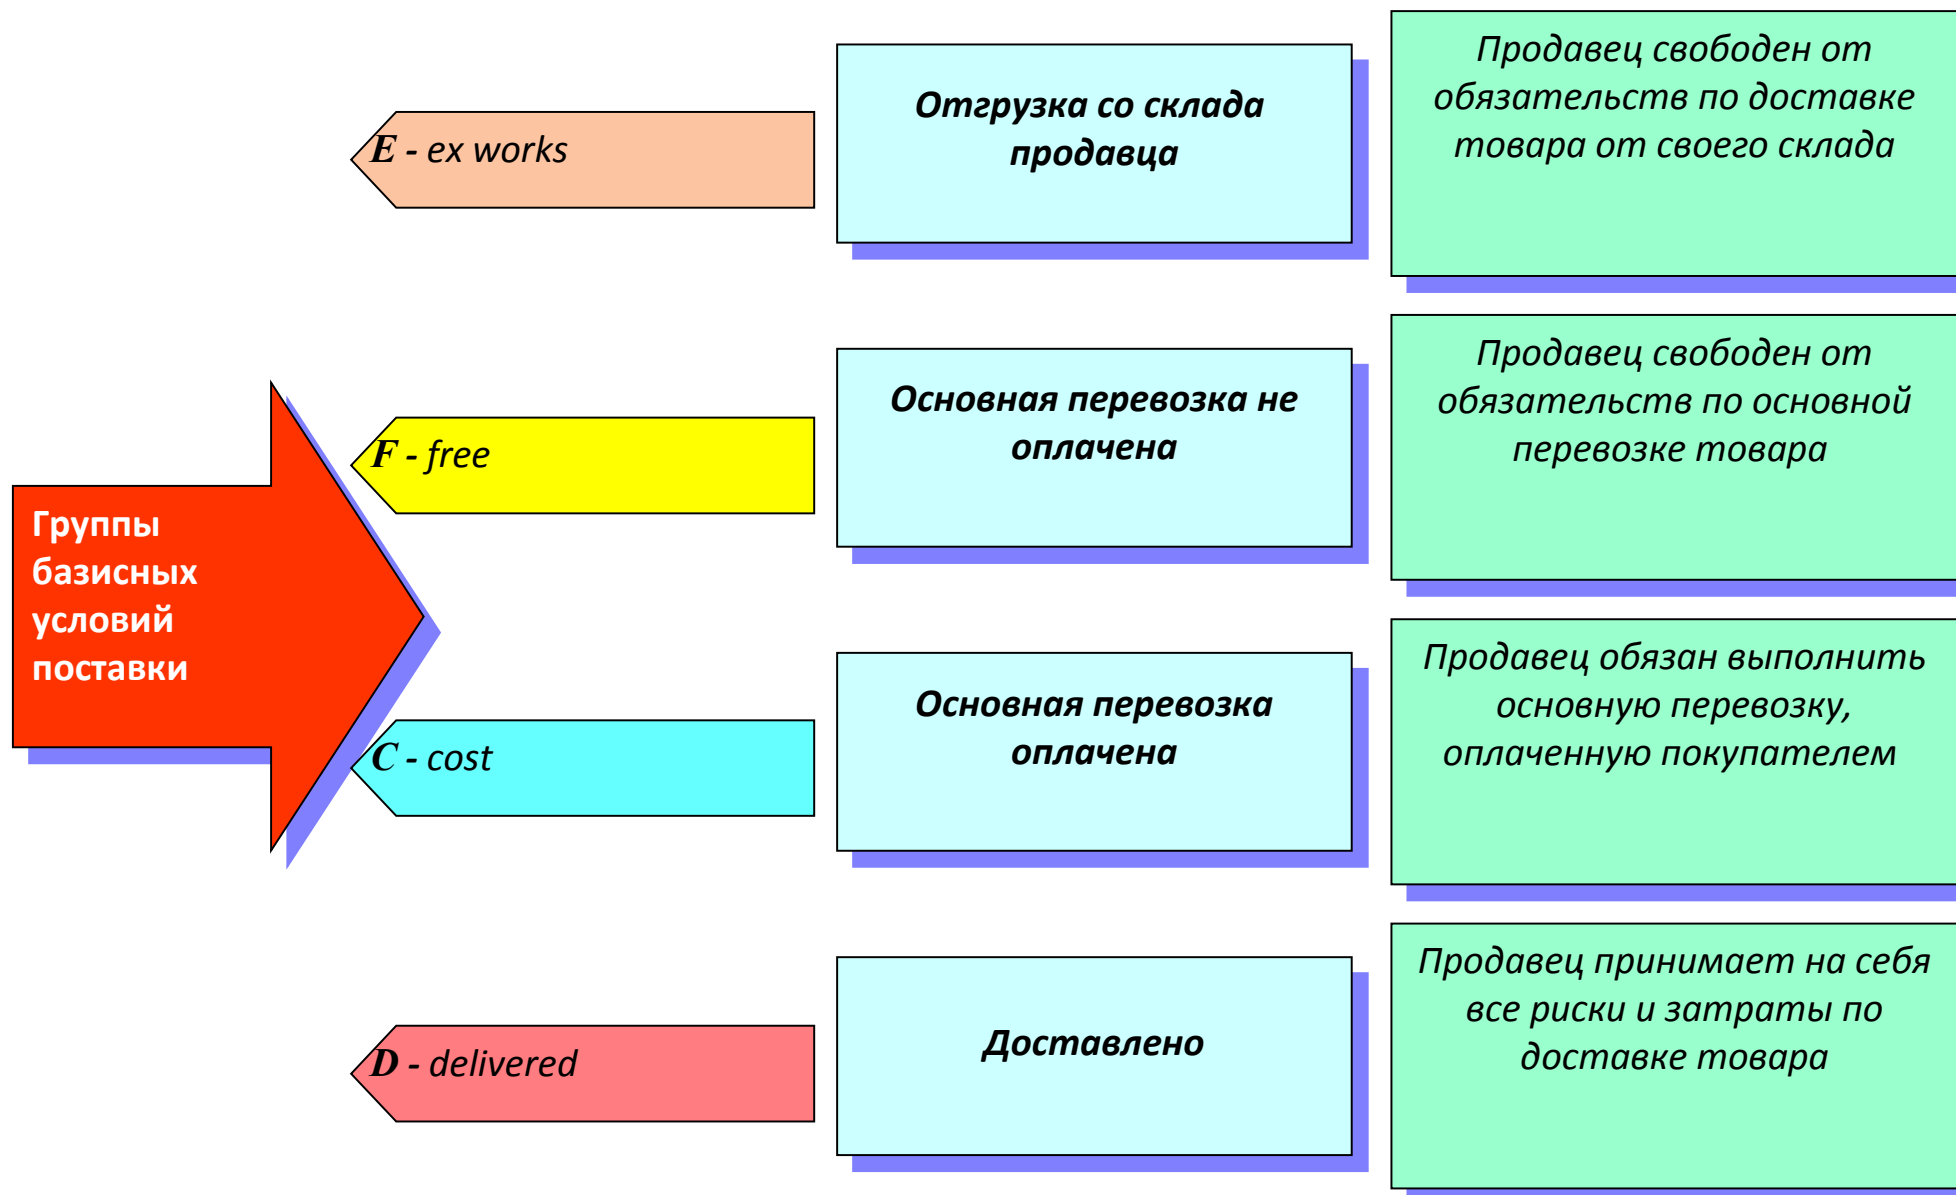 E - ex works
Отгрузка со склада
продавца
Продавец свободен от
обязательств по доставке
товара от своего склада
Группы
базисных
условий
поставки
F - free
Основная перевозка не
оплачена
Продавец свободен от
обязательств по основной
перевозке товара
C - cost
Основная перевозка
оплачена
Продавец обязан выполнить
основную перевозку,
оплаченную покупателем
D - delivered
Доставлено
Продавец принимает на себя
все риски и затраты по
доставке товара